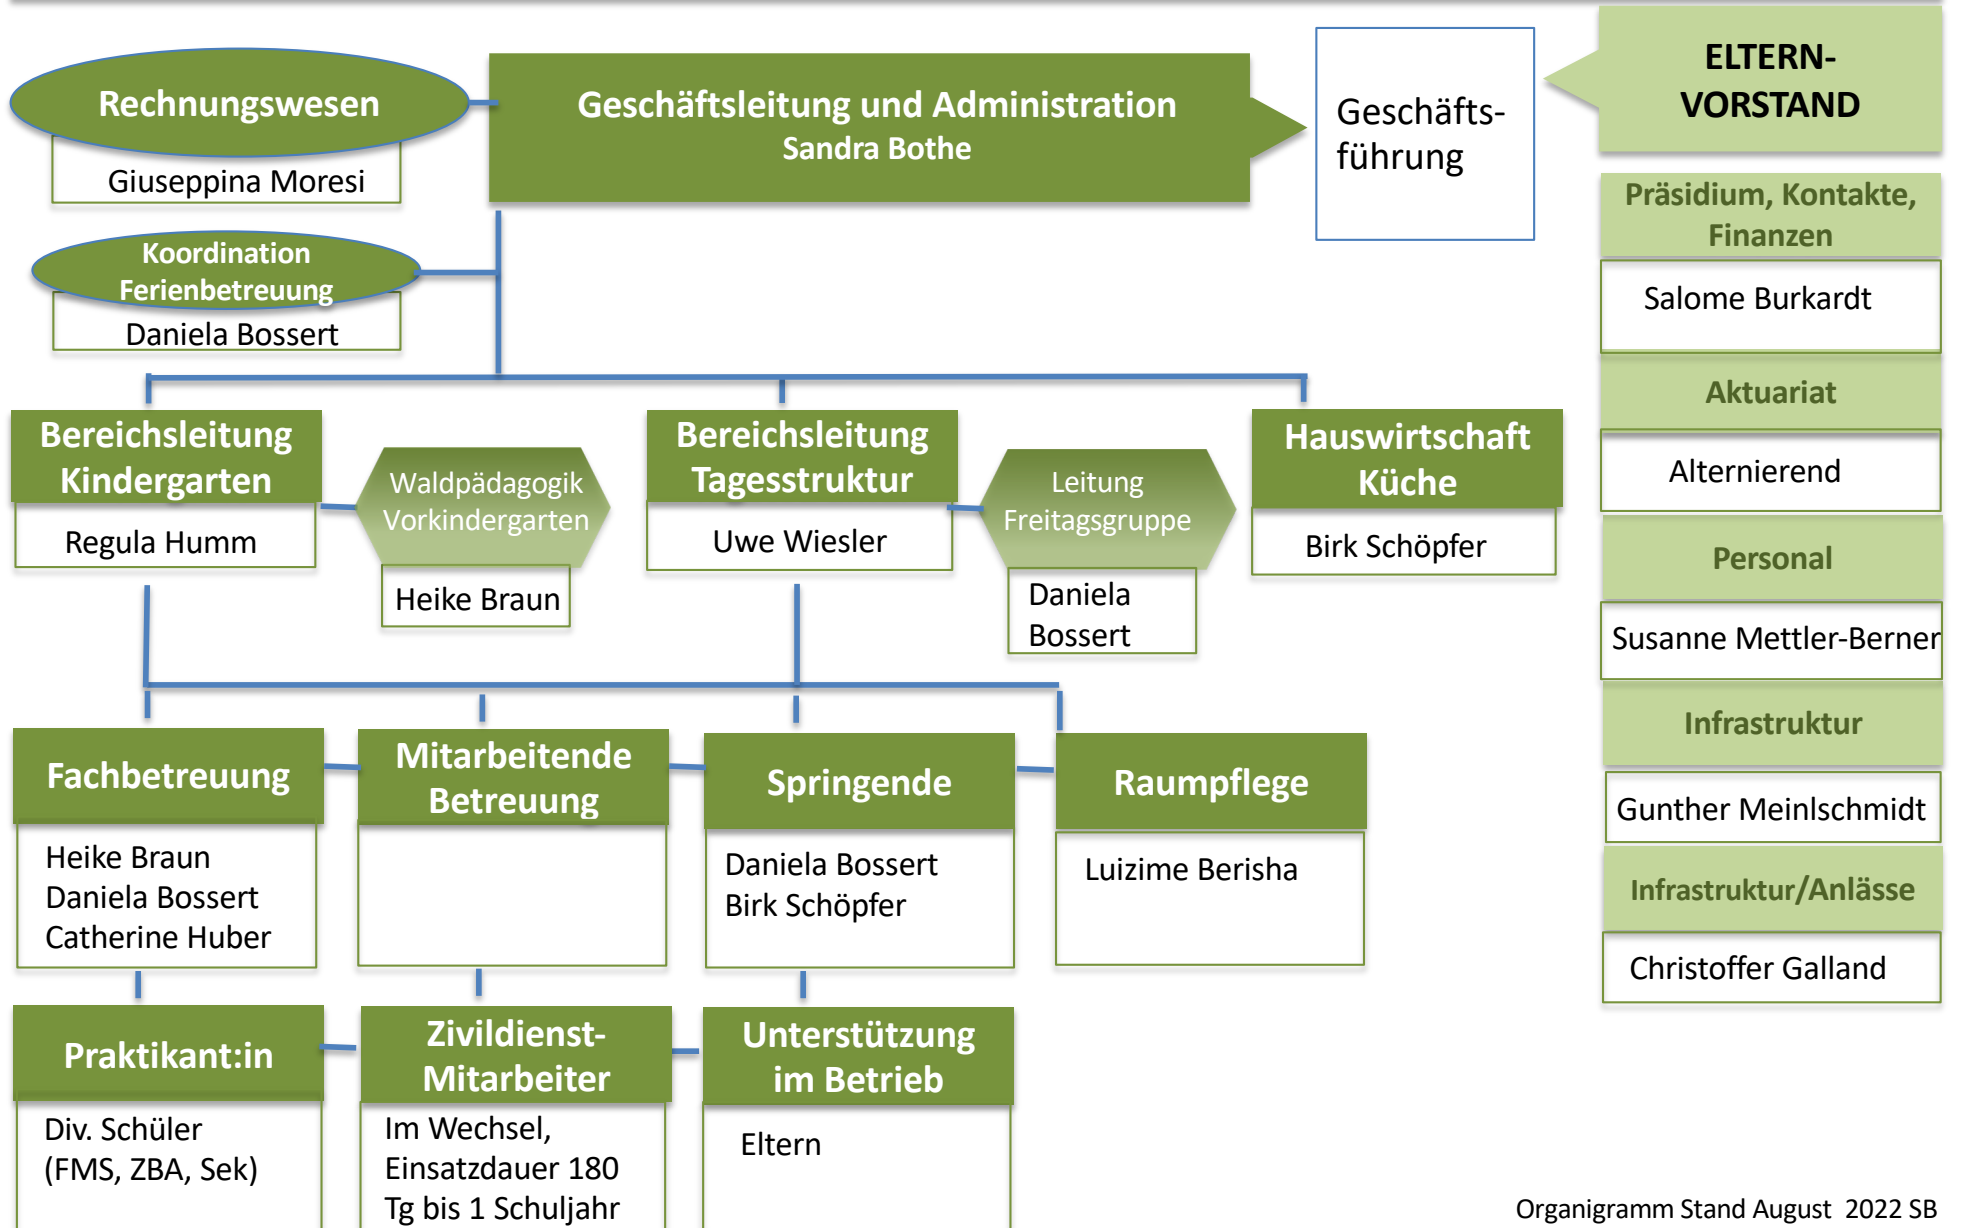 Rechnungswesen
Giuseppina Moresi
Geschäftsleitung und Administration
Sandra Bothe
Geschäfts-
führung
ELTERN-
VORSTAND
Koordination
Ferienbetreuung
Daniela Bossert
Präsidium, Kontakte,
Finanzen
Salome Burkardt
Aktuariat
Alternierend
Personal
Susanne Mettler-Berner
Infrastruktur
Gunther Meinlschmidt
Infrastruktur/Anlässe
Christoffer Galland
Bereichsleitung
Kindergarten
Regula Humm
Waldpädagogik
Vorkindergarten
Heike Braun
Bereichsleitung
Tagesstruktur
Uwe Wiesler
Leitung
Freitagsgruppe
Daniela
Bossert
Hauswirtschaft
Küche
Birk Schöpfer
Fachbetreuung
Heike Braun
Daniela Bossert
Catherine Huber
Mitarbeitende
Betreuung
Springende
Daniela Bossert
Birk Schöpfer
Raumpflege
Luizime Berisha
Praktikant:in
Div. Schüler
(FMS, ZBA, Sek)
Zivildienst-
Mitarbeiter
Im Wechsel,
Einsatzdauer 180
Tg bis 1 Schuljahr
Unterstützung
im Betrieb
Eltern
Organigramm Stand August 2022 SB